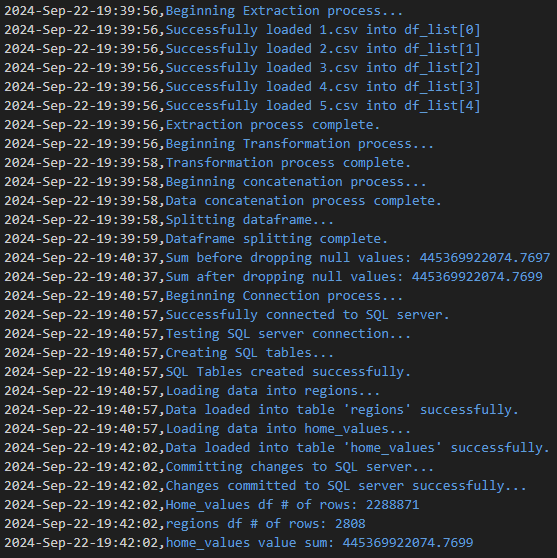 2024-Sep-22-19:39:56,Beginning Extraction process...
2024-Sep-22-19:39:56,Successfully loaded 1.csv into df_list[0]
2024-Sep-22-19:39:56,Successfully loaded 2.csv into df_list[1]
2024-Sep-22-19:39:56,Successfully loaded 3.csv into df_list[2]
2024-Sep-22-19:39:56,Successfully loaded 4.csv into df_list[3]
2024-Sep-22-19:39:56,Successfully loaded 5.csv into df_list[4]
2024-Sep-22-19:39:56,Extraction process complete.
2024-Sep-22-19:39:56,Beginning Transformation process...
2024-Sep-22-19:39:58,Transformation process complete.
2024-Sep-22-19:39:58,Beginning concatenation process...
2024-Sep-22-19:39:58,Data concatenation process complete.
2024-Sep-22-19:39:58,Splitting dataframe...
2024-Sep-22-19:39:59,Dataframe splitting complete.
2024-Sep-22-19:40:37,Sum before dropping null values: 445369922074.7697
2024-Sep-22-19:40:37,Sum after dropping null values: 445369922074.7699
2024-Sep-22-19:40:57,Beginning Connection process...
2024-Sep-22-19:40:57,Successfully connected to SQL server.
2024-Sep-22-19:40:57,Testing SQL server connection...
2024-Sep-22-19:40:57,Creating SQL tables...
2024-Sep-22-19:40:57,SQL Tables created successfully.
2024-Sep-22-19:40:57,Loading data into regions...
2024-Sep-22-19:40:57,Data loaded into table 'regions' successfully.
2024-Sep-22-19:40:57,Loading data into home_values...
2024-Sep-22-19:42:02,Data loaded into table 'home_values' successfully.
2024-Sep-22-19:42:02,Committing changes to SQL server...
2024-Sep-22-19:42:02,Changes committed to SQL server successfully...
2024-Sep-22-19:42:02,Home_values df # of rows: 2288871
2024-Sep-22-19:42:02,regions df # of rows: 2808
2024-Sep-22-19:42:02,home_values value sum: 445369922074.7699